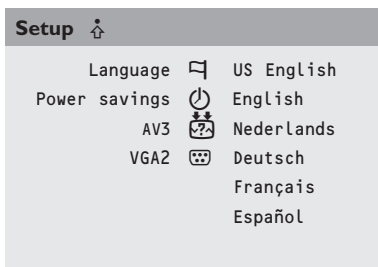 Setup
Language US English
Power savings English
AV3 Nederlands
VGA2 Deutsch
Français
Español